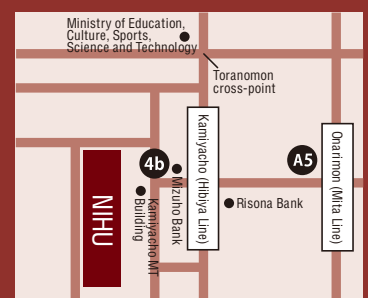 Ministry of Education,
Culture, Sports,
Science and Technology
Toranomon
cross-point
Kamiyacho (Hibiya Line)
Onarimon (Mita Line)
4b
A5
Mizuho Bank
Kamiyacho MT
Building
Risona Bank
NIHU